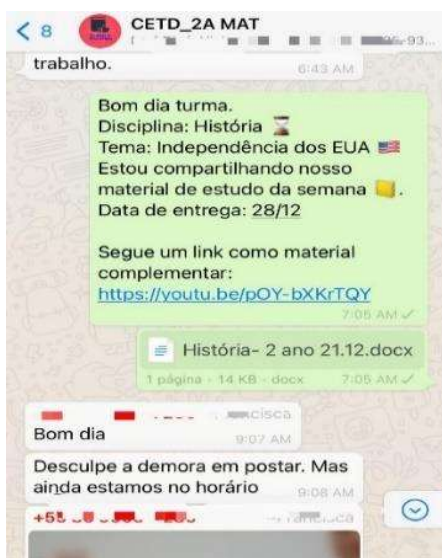 8 CETD_2A MAT
trabalho.
6:43 AM
Bom dia turma.
Disciplina: História ⏳
Tema: Independência dos EUA 🇺🇸
Estou compartilhando nosso
material de estudo da semana 📒.
Data de entrega: 28/12
Segue um link como material
complementar:
https://youtu.be/pOY-bXKrTQY
7:05 AM ✓
História- 2 ano 21.12.docx
1 página - 14 KB - docx 7:05 AM ✓
Bom dia
9:07 AM
Desculpe a demora em postar. Mas
ainda estamos no horário
9:08 AM